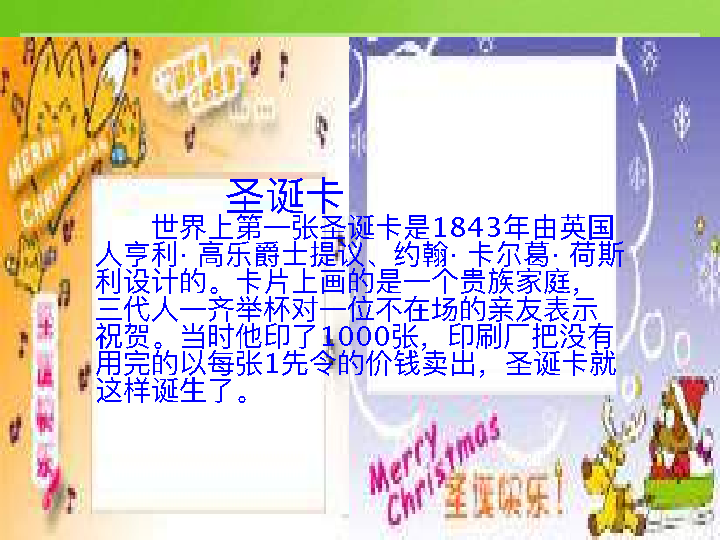 MERRY
CHRISTMAS
圣诞卡
世界上第一张圣诞卡是1843年由英国
人亨利· 高乐爵士提议、约翰· 卡尔葛· 荷斯
利设计的。卡片上画的是一个贵族家庭，
三代人一齐举杯对一位不在场的亲友表示
祝贺。当时他印了1000张，印刷厂把没有
用完的以每张1先令的价钱卖出，圣诞卡就
这样诞生了。
Merry
Christmas
圣诞快乐!